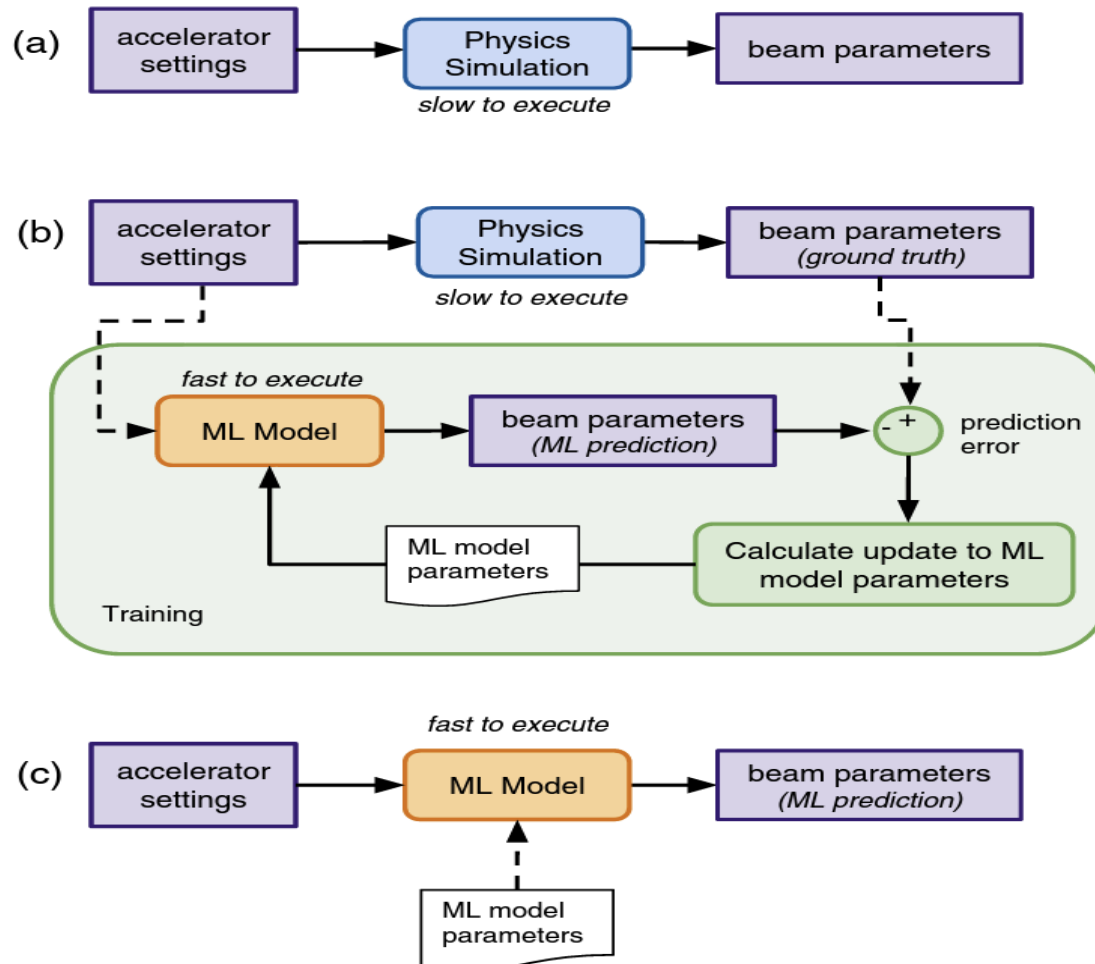 (a)
accelerator
settings
Physics
Simulation
slow to execute
beam parameters
(b)
accelerator
settings
Physics
Simulation
slow to execute
beam parameters
(ground truth)
fast to execute
ML Model
beam parameters
(ML prediction)
- +
prediction
error
ML model
parameters
Calculate update to ML
model parameters
Training
(c)
accelerator
settings
fast to execute
ML Model
beam parameters
(ML prediction)
ML model
parameters